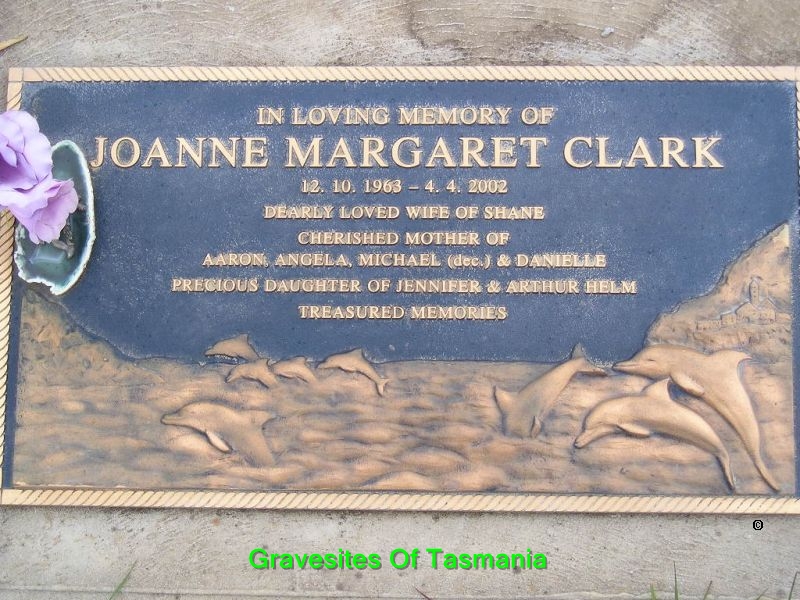 IN LOVING MEMORY OF
JOANNE MARGARET CLARK
12. 10. 1963 – 4. 4. 2002
DEARLY LOVED WIFE OF SHANE
CHERISHED MOTHER OF
AARON, ANGELA, MICHAEL (dec.) & DANIELLE
PRECIOUS DAUGHTER OF JENNIFER & ARTHUR HELM
TREASURED MEMORIES
©
Gravesites Of Tasmania